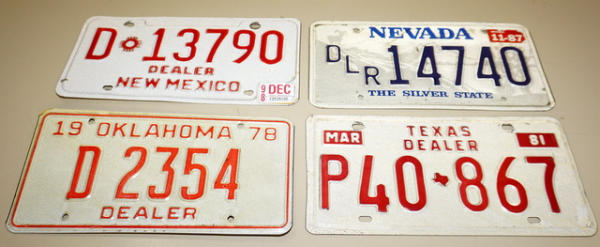 D 13790
DEALER
NEW MEXICO
98 DEC
NEVADA
11-87
DLR 14740
THE SILVER STATE
19 OKLAHOMA 78
D 2354
DEALER
MAR TEXAS 81
DEALER
P40 867